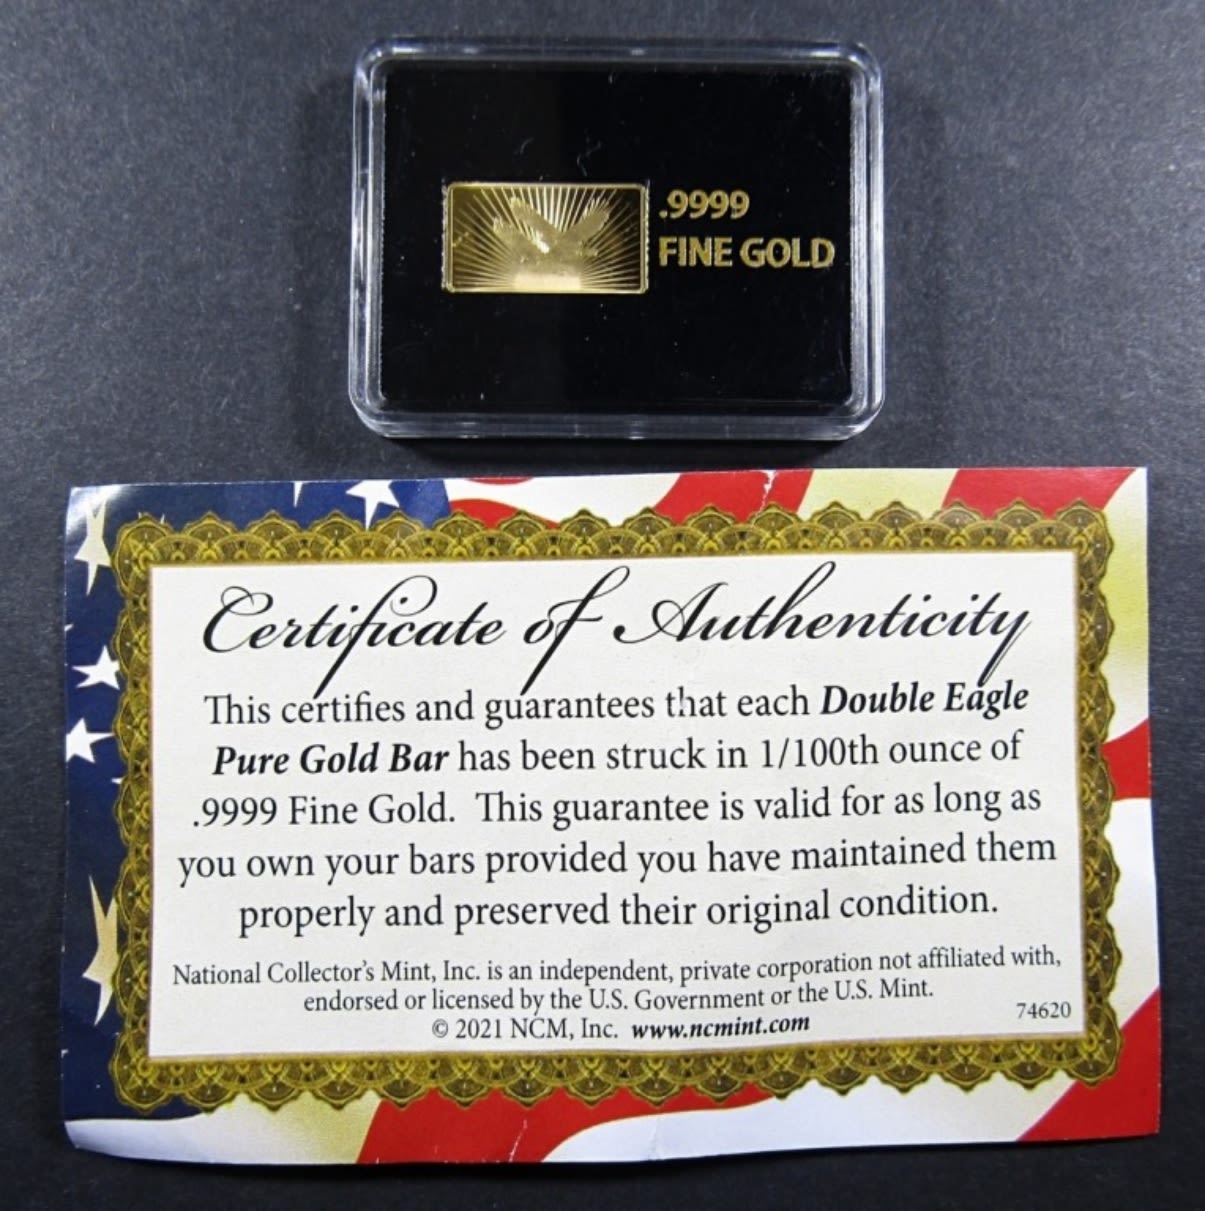 .9999
FINE GOLD
Certificate of Authenticity
This certifies and guarantees that each Double Eagle
Pure Gold Bar has been struck in 1/100th ounce of
.9999 Fine Gold. This guarantee is valid for as long as
you own your bars provided you have maintained them
properly and preserved their original condition.
National Collector's Mint, Inc. is an independent, private corporation not affiliated with,
endorsed or licensed by the U.S. Government or the U.S. Mint.
© 2021 NCM, Inc. www.ncmint.com
74620